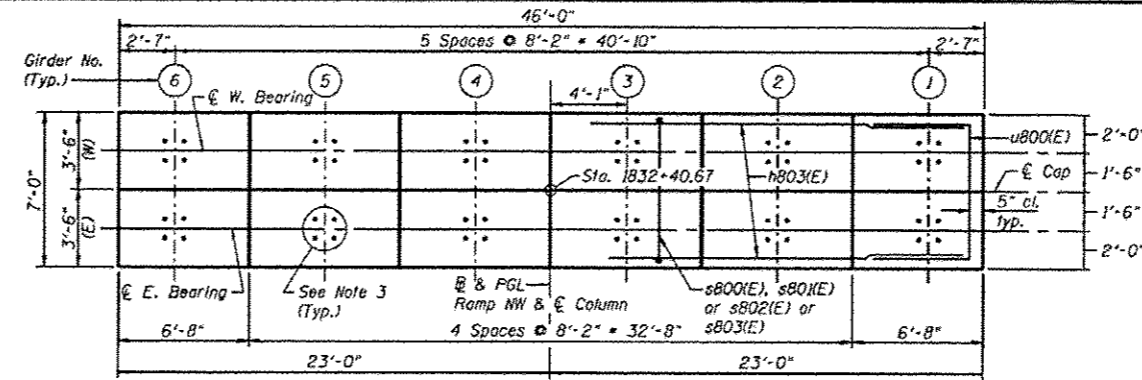 46'-0"
2'-7"
5 Spaces @ 8'-2" = 40'-10"
2'-7"
Girder No.
(Typ.)
6
5
4
3
2
1
4'-1"
℄ W. Bearing
u800(E)
7'-0"
3'-6"
(W)
3'-6"
(E)
Sta. 1832+40.67
h803(E)
℄ Cap
5" cl.
typ.
2'-0"
1'-6"
1'-6"
2'-0"
℄ E. Bearing
See Note 3
(Typ.)
℔ & PGL
Ramp NW & ℄ Column
s800(E), s801(E)
or s802(E) or
s803(E)
6'-8"
4 Spaces @ 8'-2" = 32'-8"
6'-8"
23'-0"
23'-0"